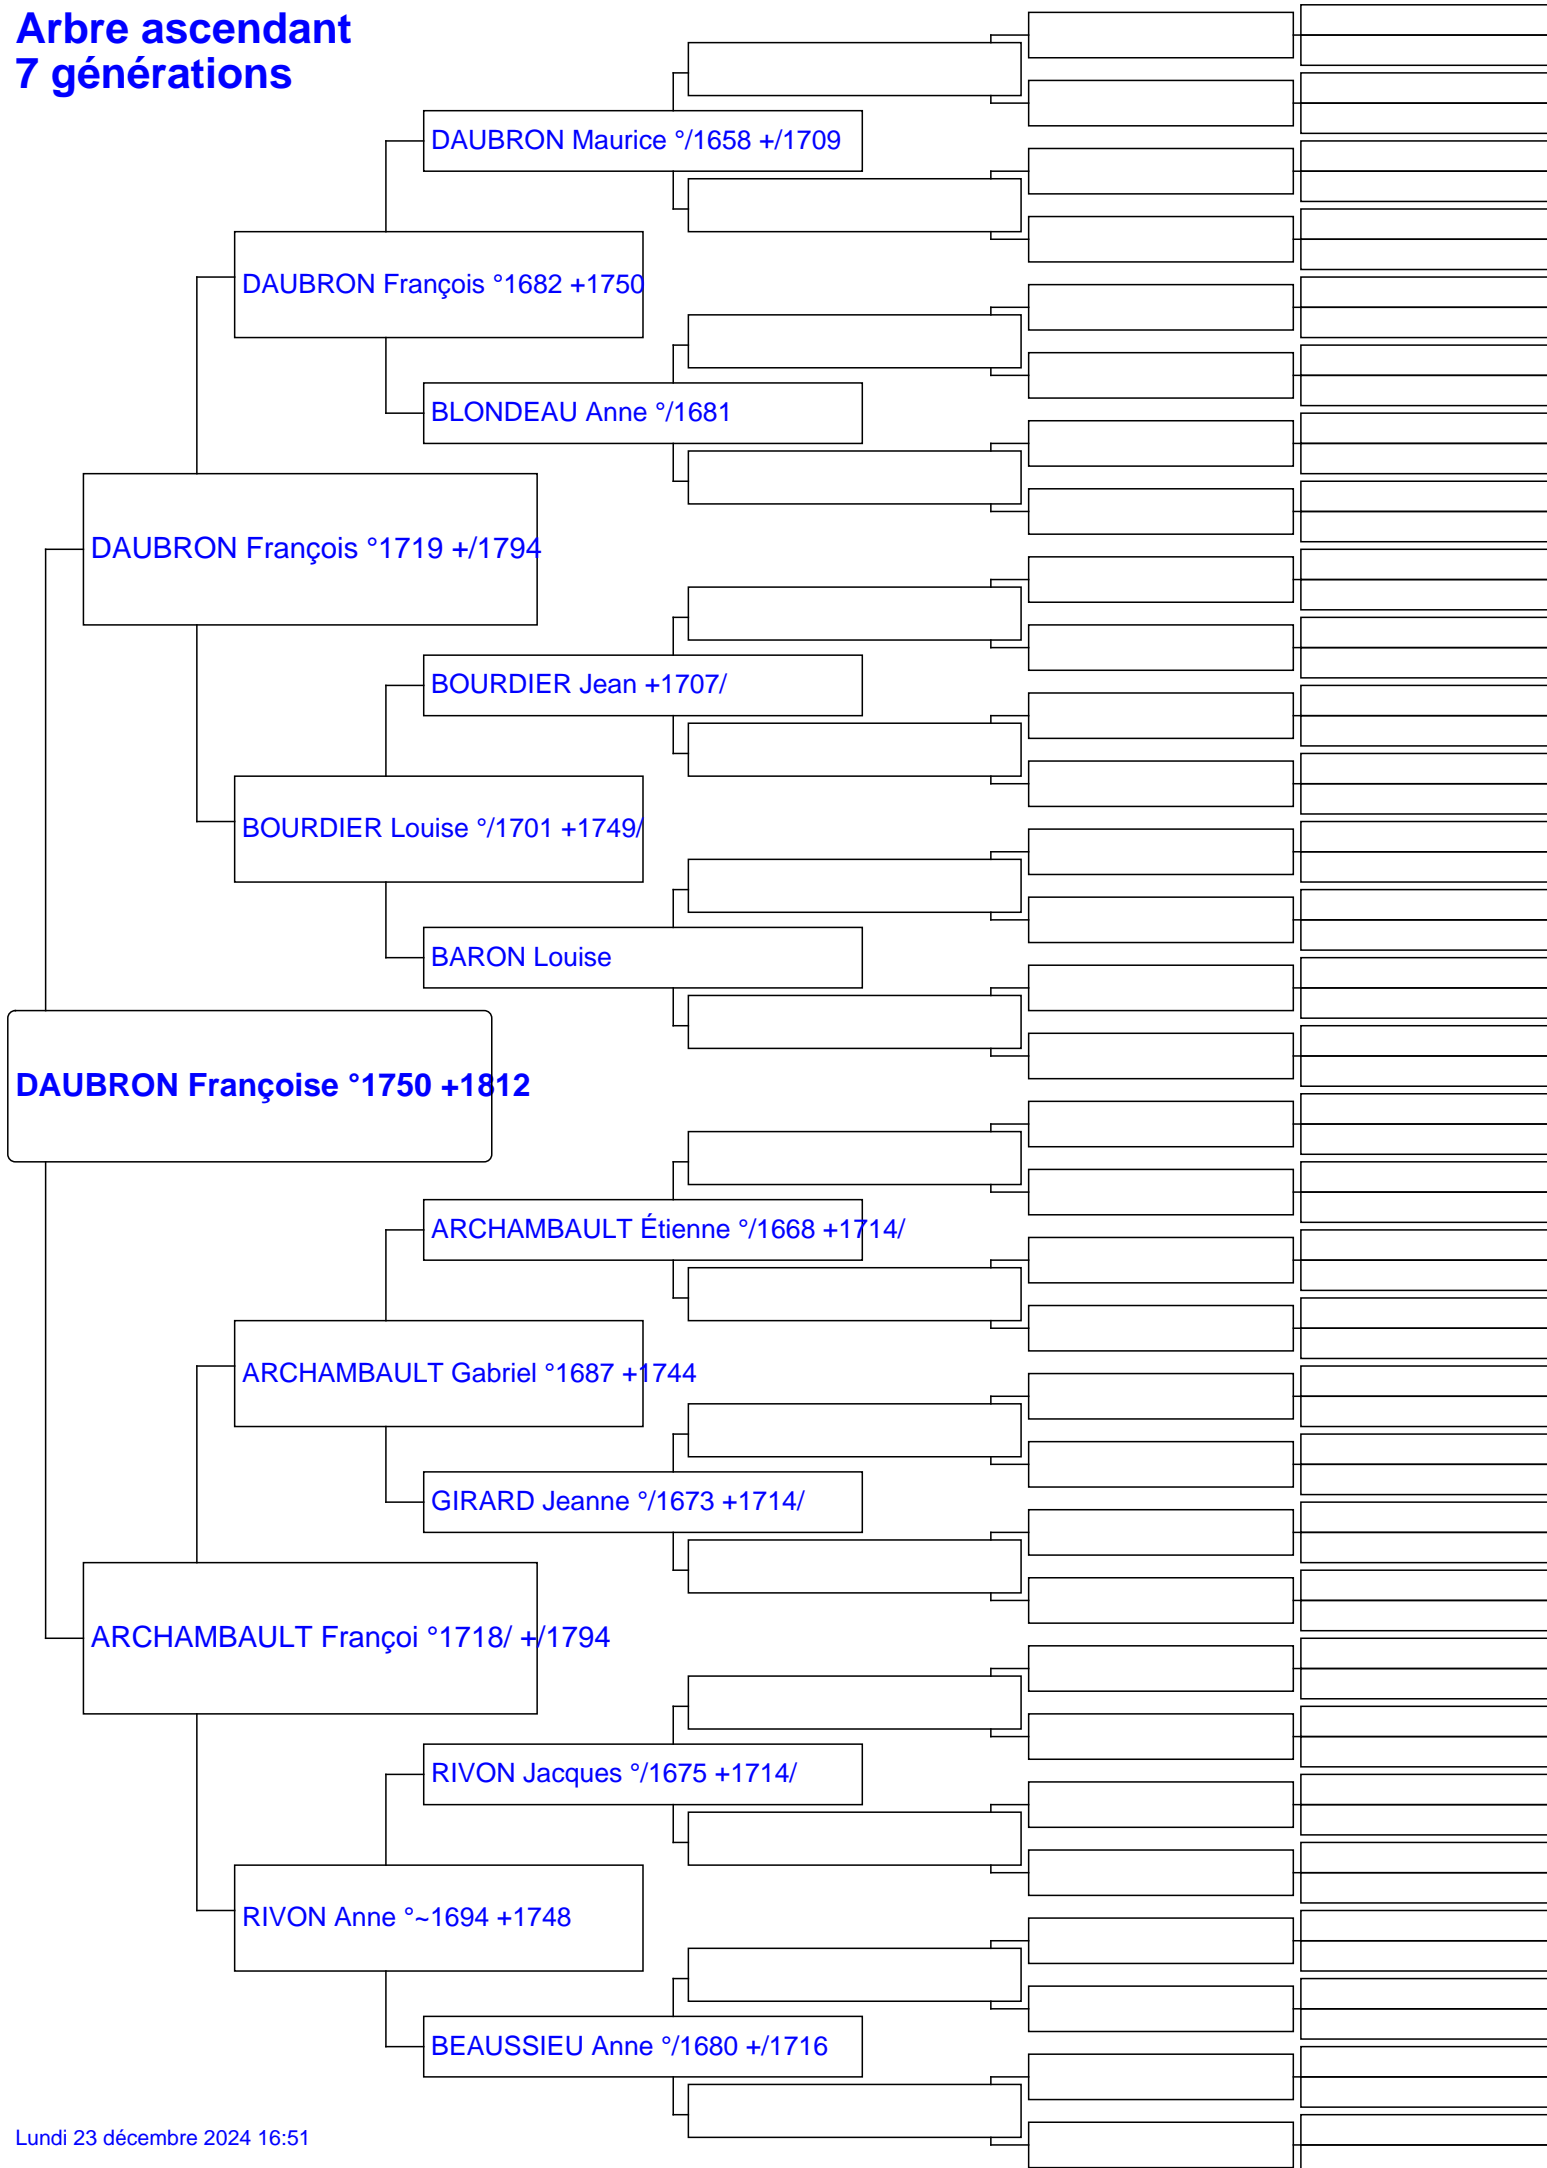 Arbre ascendant
7 générations
DAUBRON Maurice °/1658 +/1709
DAUBRON François °1682 +1750
BLONDEAU Anne °/1681
DAUBRON François °1719 +/1794
BOURDIER Jean +1707/
BOURDIER Louise °/1701 +1749/
BARON Louise
DAUBRON Françoise °1750 +1812
ARCHAMBAULT Étienne °/1668 +1714/
ARCHAMBAULT Gabriel °1687 +1744
GIRARD Jeanne °/1673 +1714/
ARCHAMBAULT Françoi °1718/ +/1794
RIVON Jacques °/1675 +1714/
RIVON Anne °~1694 +1748
BEAUSSIEU Anne °/1680 +/1716
Lundi 23 décembre 2024 16:51